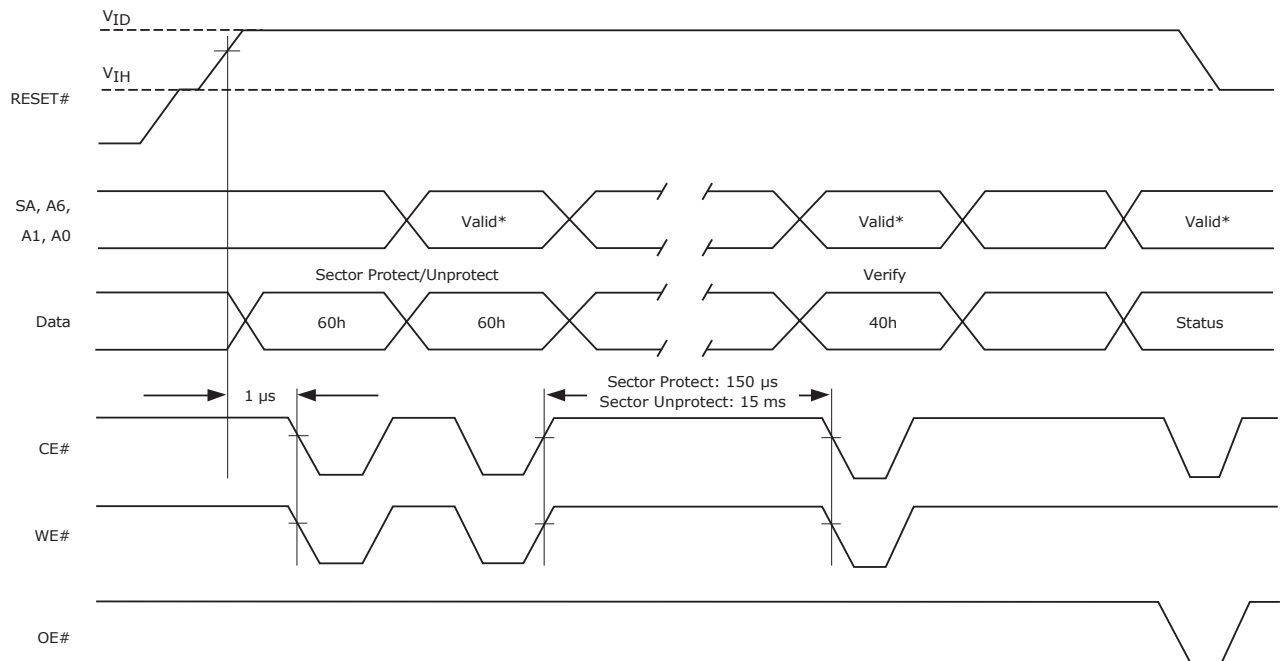 VID
VIH
RESET#
SA, A6,
A1, A0
Valid*
Valid*
Valid*
Sector Protect/Unprotect
Verify
Data
60h
60h
40h
Status
1 µs
Sector Protect: 150 µs
Sector Unprotect: 15 ms
CE#
WE#
OE#